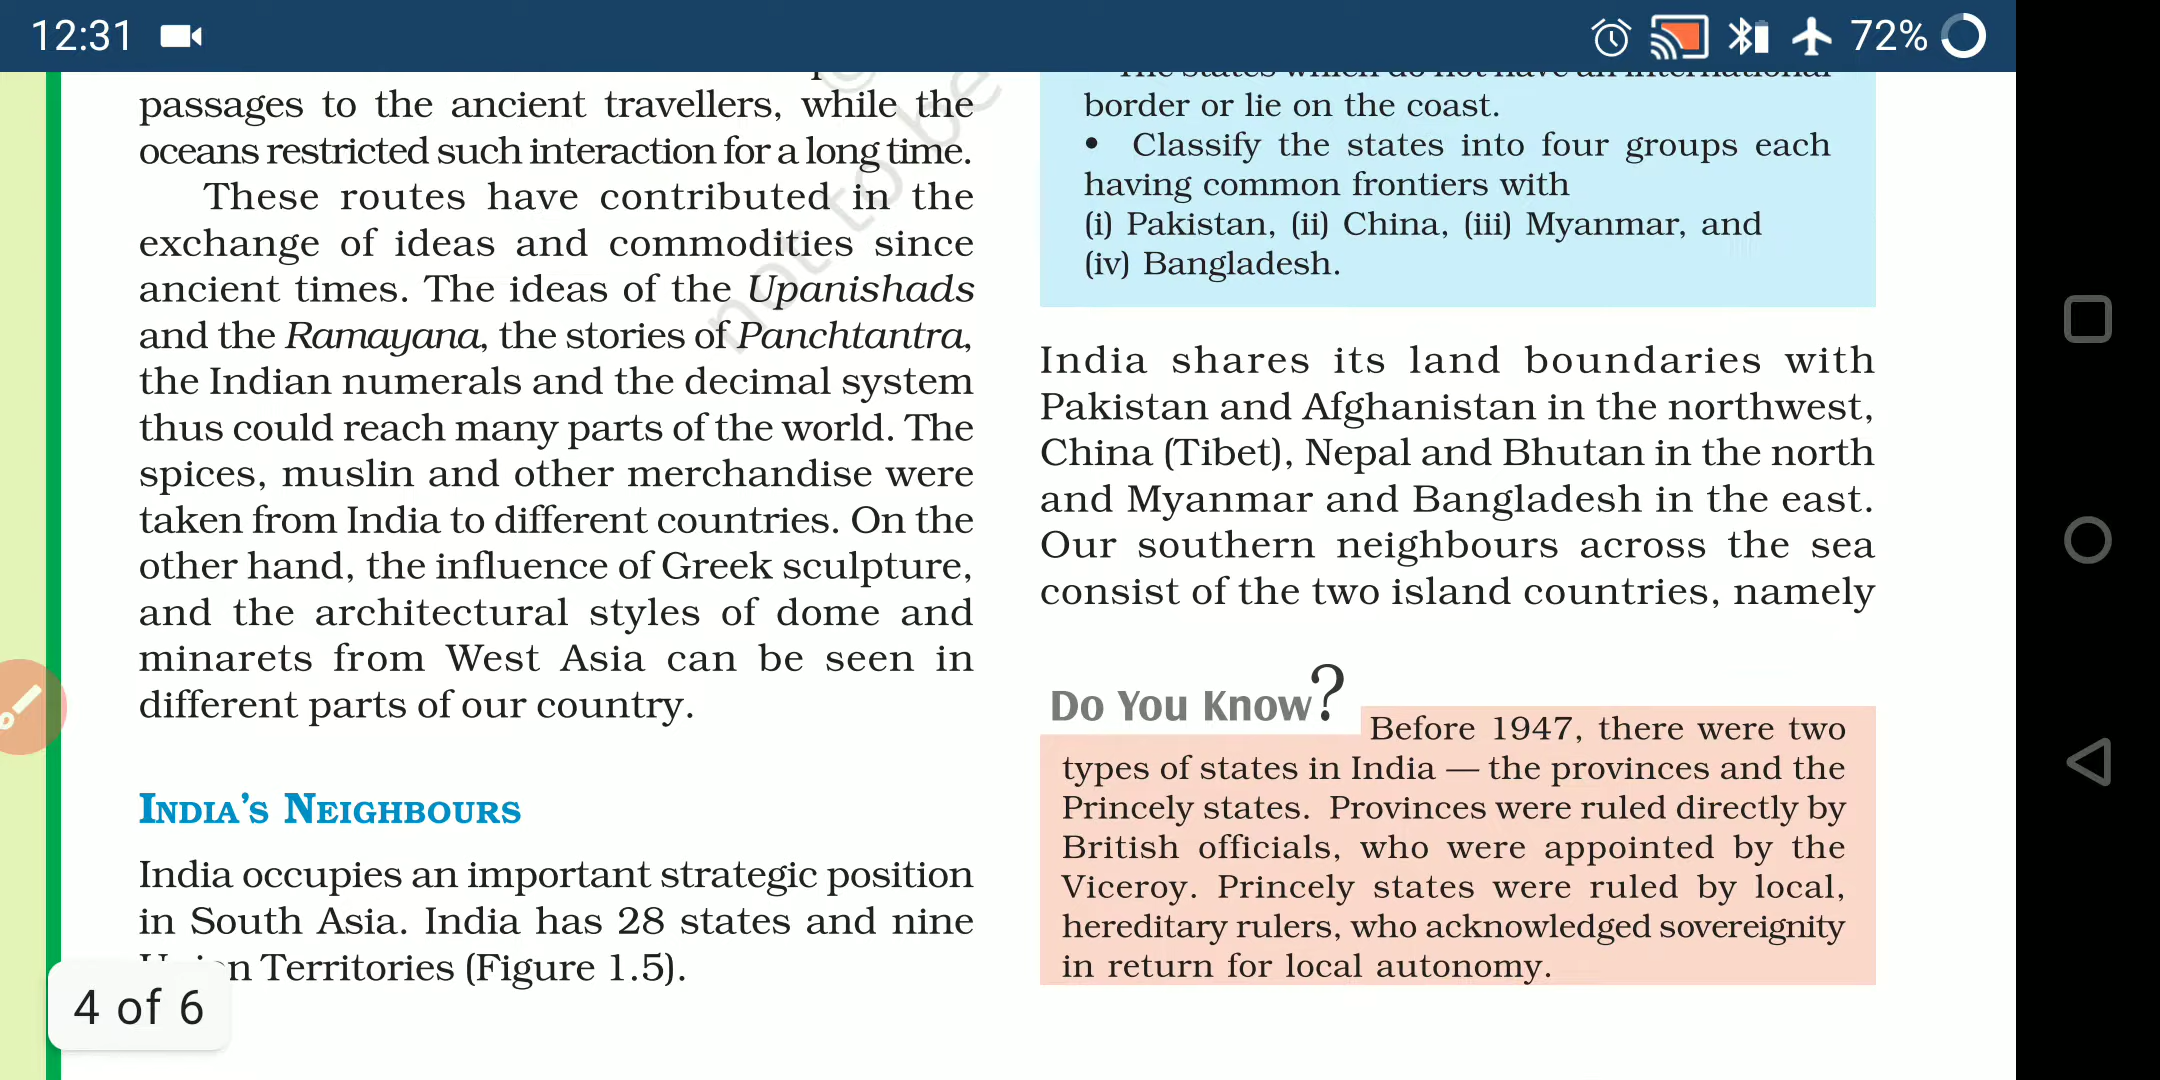 12:31
72%
passages to the ancient travellers, while the
oceans restricted such interaction for a long time.
These routes have contributed in the
exchange of ideas and commodities since
ancient times. The ideas of the Upanishads
and the Ramayana, the stories of Panchtantra,
the Indian numerals and the decimal system
thus could reach many parts of the world. The
spices, muslin and other merchandise were
taken from India to different countries. On the
other hand, the influence of Greek sculpture,
and the architectural styles of dome and
minarets from West Asia can be seen in
different parts of our country.
INDIA'S NEIGHBOURS
India occupies an important strategic position
in South Asia. India has 28 states and nine
Territories (Figure 1.5).
4 of 6
The states which do not have an international
border or lie on the coast.
• Classify the states into four groups each
having common frontiers with
(i) Pakistan, (ii) China, (iii) Myanmar, and
(iv) Bangladesh.
India shares its land boundaries with
Pakistan and Afghanistan in the northwest,
China (Tibet), Nepal and Bhutan in the north
and Myanmar and Bangladesh in the east.
Our southern neighbours across the sea
consist of the two island countries, namely
Do You Know?
Before 1947, there were two
types of states in India — the provinces and the
Princely states. Provinces were ruled directly by
British officials, who were appointed by the
Viceroy. Princely states were ruled by local,
hereditary rulers, who acknowledged sovereignity
in return for local autonomy.
not to be